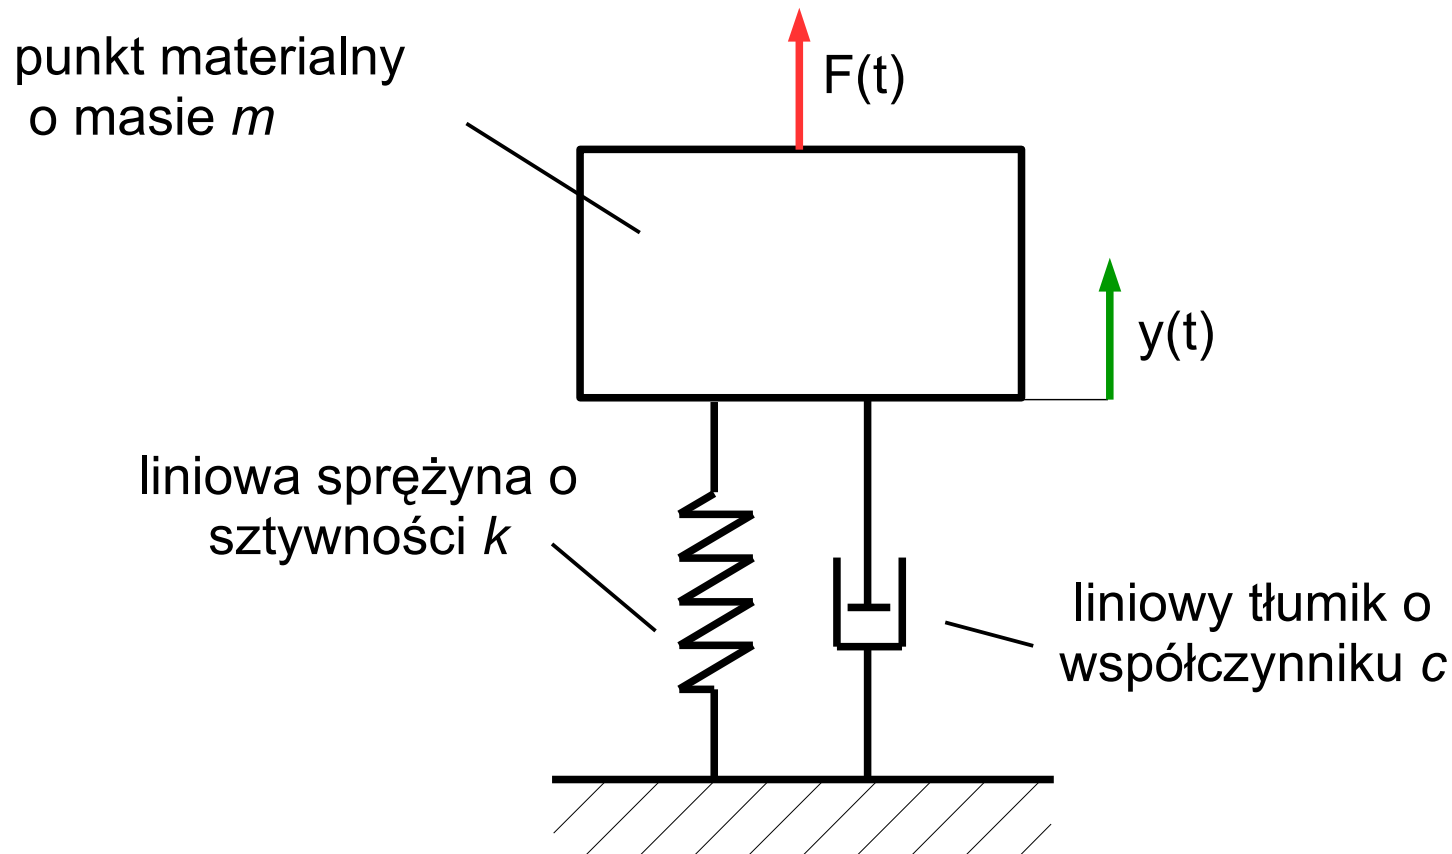 punkt materialny
o masie m
F(t)
y(t)
liniowa sprężyna o
sztywności k
liniowy tłumik o
współczynniku c